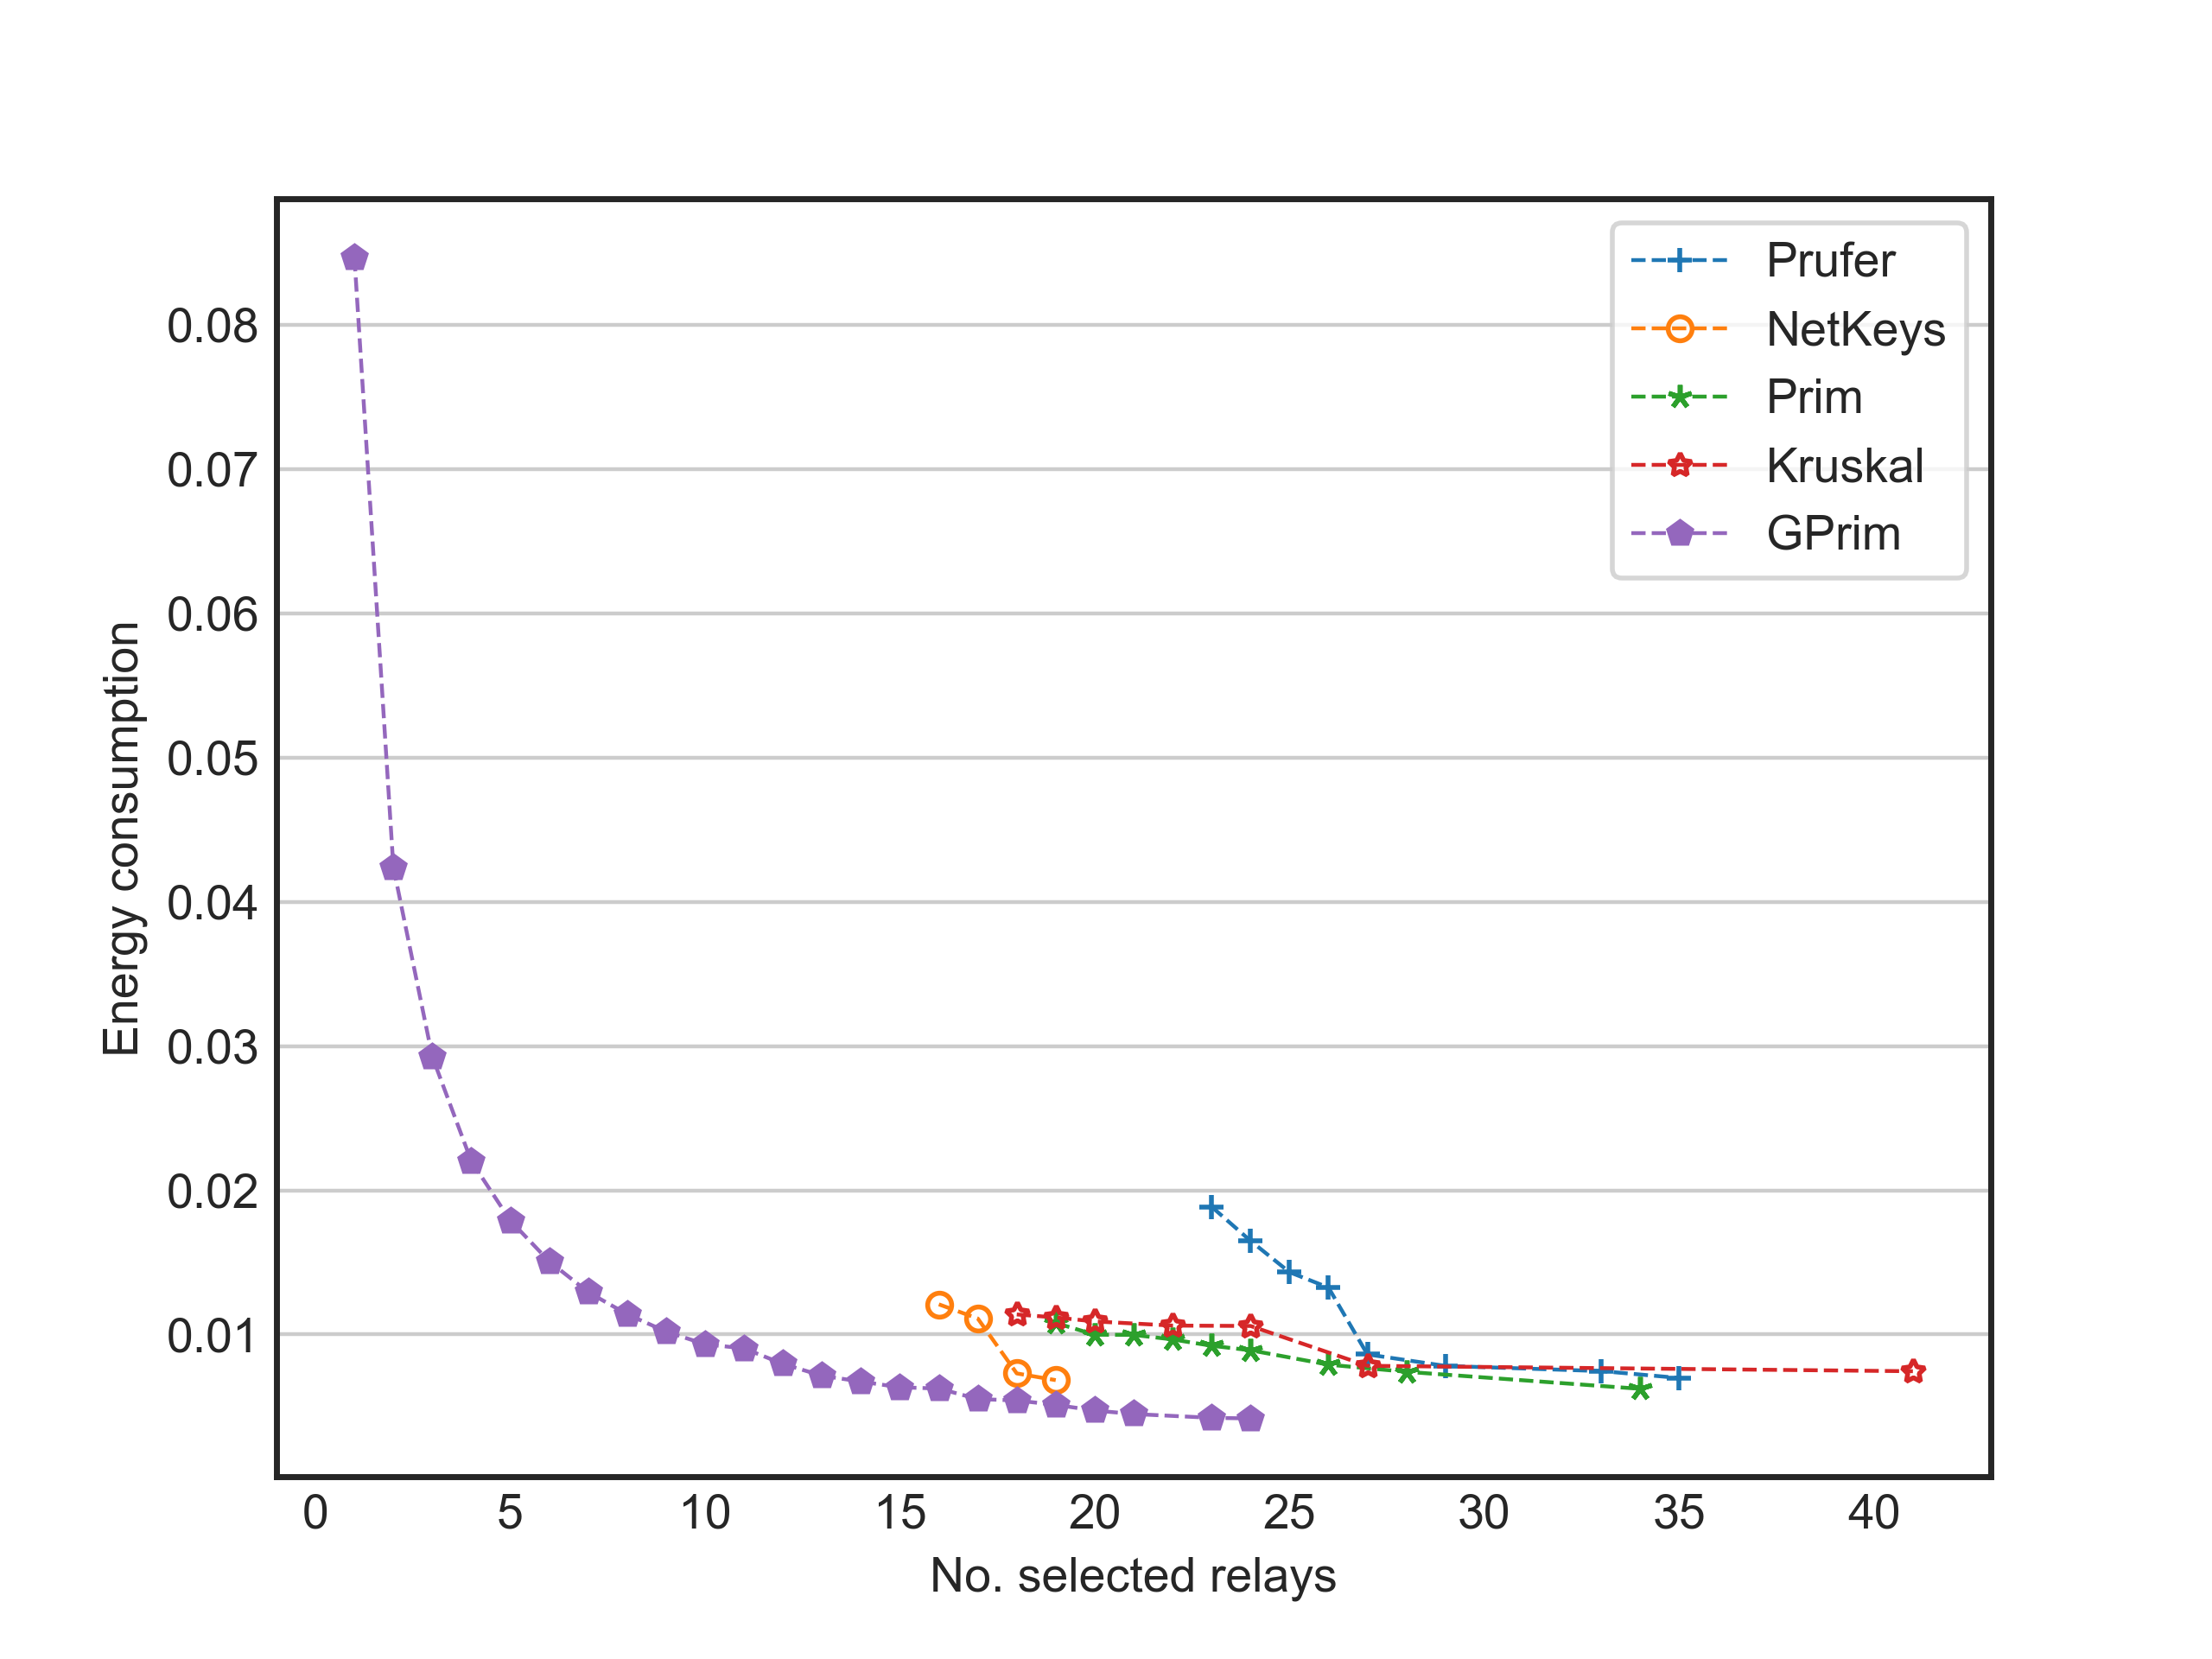 Prufer
NetKeys
Prim
Kruskal
GPrim
Energy consumption
0.08
0.07
0.06
0.05
0.04
0.03
0.02
0.01
0 5 10 15 20 25 30 35 40
No. selected relays